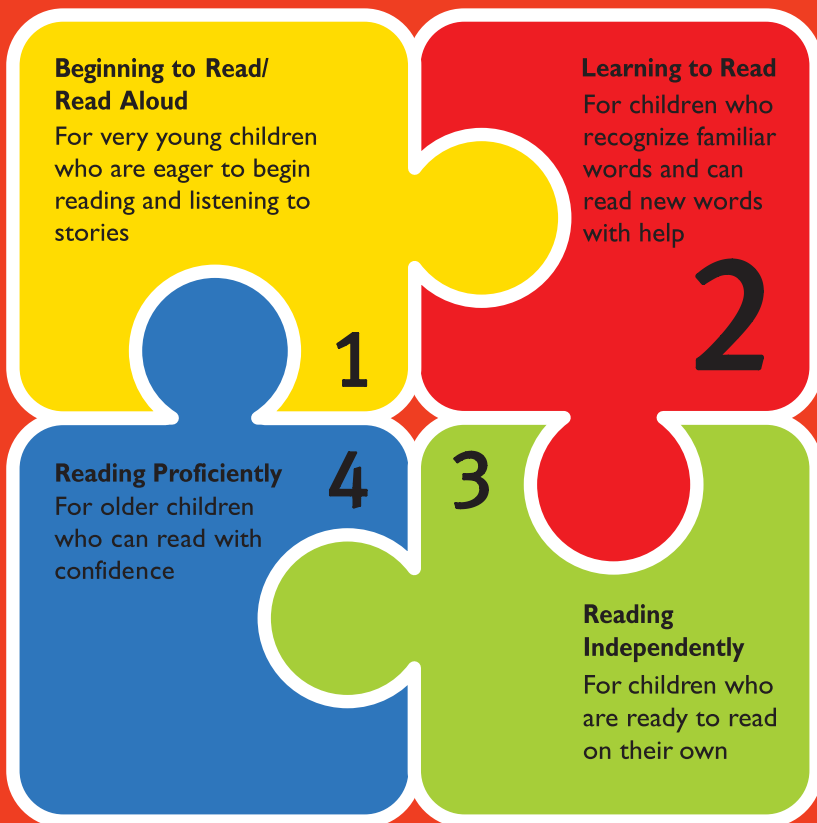 Beginning to Read/
Read Aloud
For very young children
who are eager to begin
reading and listening to
stories
1
Learning to Read
For children who
recognize familiar
words and can
read new words
with help
2
3
Reading
Independently
For children who
are ready to read
on their own
4
Reading Proficiently
For older children
who can read with
confidence